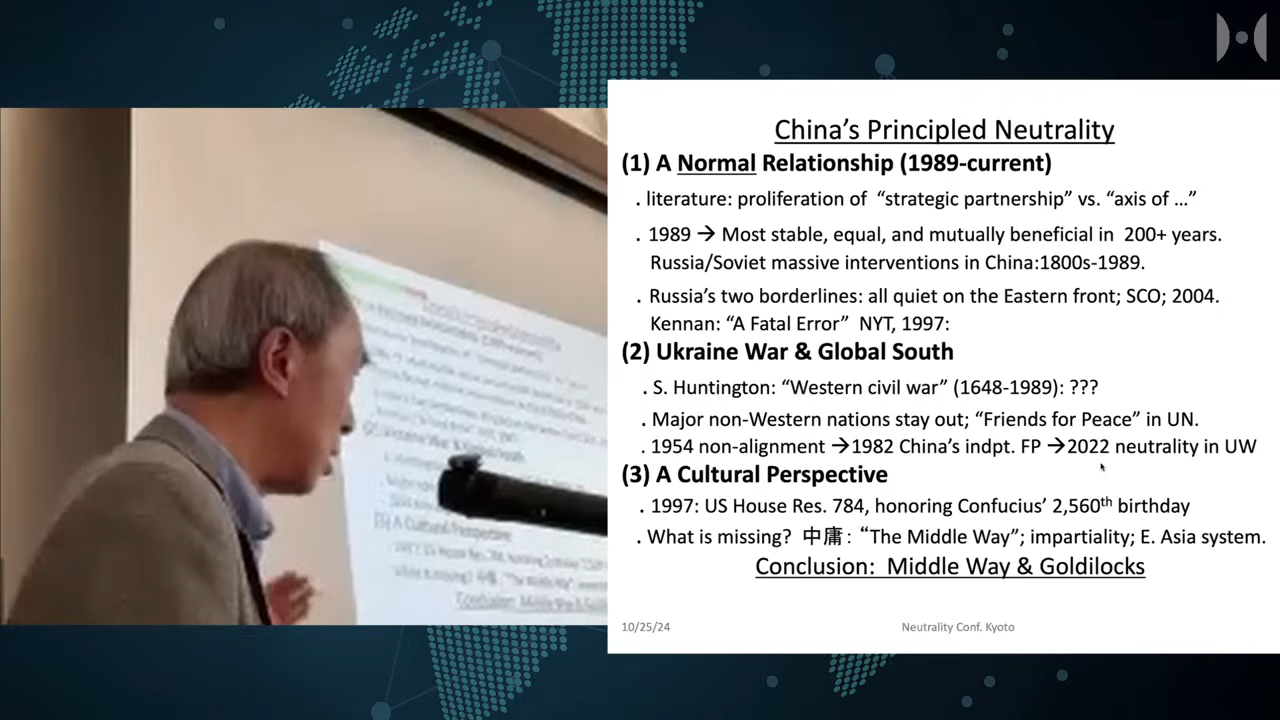 China’s Principled Neutrality
(1) A Normal Relationship (1989-current)
. literature: proliferation of “strategic partnership” vs. “axis of …”
. 1989 → Most stable, equal, and mutually beneficial in 200+ years.
Russia/Soviet massive interventions in China:1800s-1989.
. Russia’s two borderlines: all quiet on the Eastern front; SCO; 2004.
Kennan: “A Fatal Error” NYT, 1997:
(2) Ukraine War & Global South
. S. Huntington: “Western civil war” (1648-1989): ???
. Major non-Western nations stay out; “Friends for Peace” in UN.
. 1954 non-alignment →1982 China’s indpt. FP →2022 neutrality in UW
(3) A Cultural Perspective
. 1997: US House Res. 784, honoring Confucius’ 2,560th birthday
. What is missing? 中庸: “The Middle Way”; impartiality; E. Asia system.
Conclusion: Middle Way & Goldilocks
10/25/24
Neutrality Conf. Kyoto
(3) A Cultural Perspective